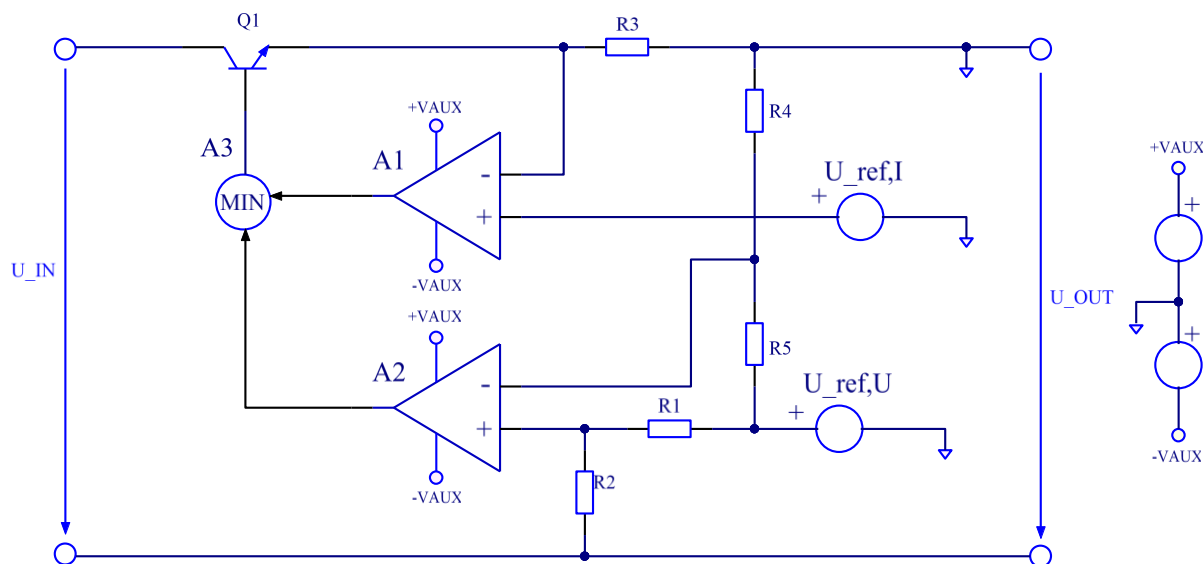 Q1
R3
+VAUX
A3
A1
R4
+VAUX
-
U_ref,I
+
+
MIN
+
U_IN
-VAUX
U_OUT
+VAUX
+
R5
A2
-
U_ref,U
R1
+
+
-VAUX
R2
-VAUX